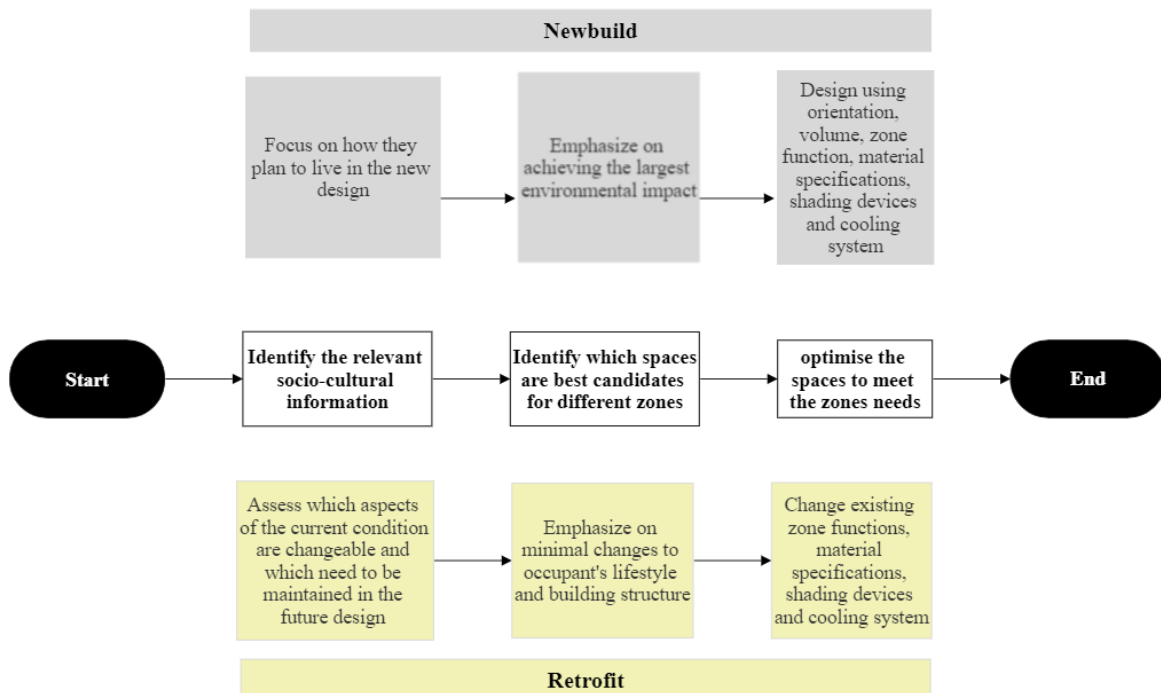 Newbuild
Focus on how they
plan to live in the new
design
Emphasize on
achieving the largest
environmental impact
Design using
orientation,
volume, zone
function, material
specifications,
shading devices
and cooling
system
Start
Identify the relevant
socio-cultural
information
Identify which spaces
are best candidates
for different zones
optimise the
spaces to meet
the zones needs
End
Assess which aspects
of the current condition
are changeable and
which need to be
maintained in the
future design
Emphasize on
minimal changes to
occupant's lifestyle
and building structure
Change existing
zone functions,
material
specifications,
shading devices
and cooling system
Retrofit